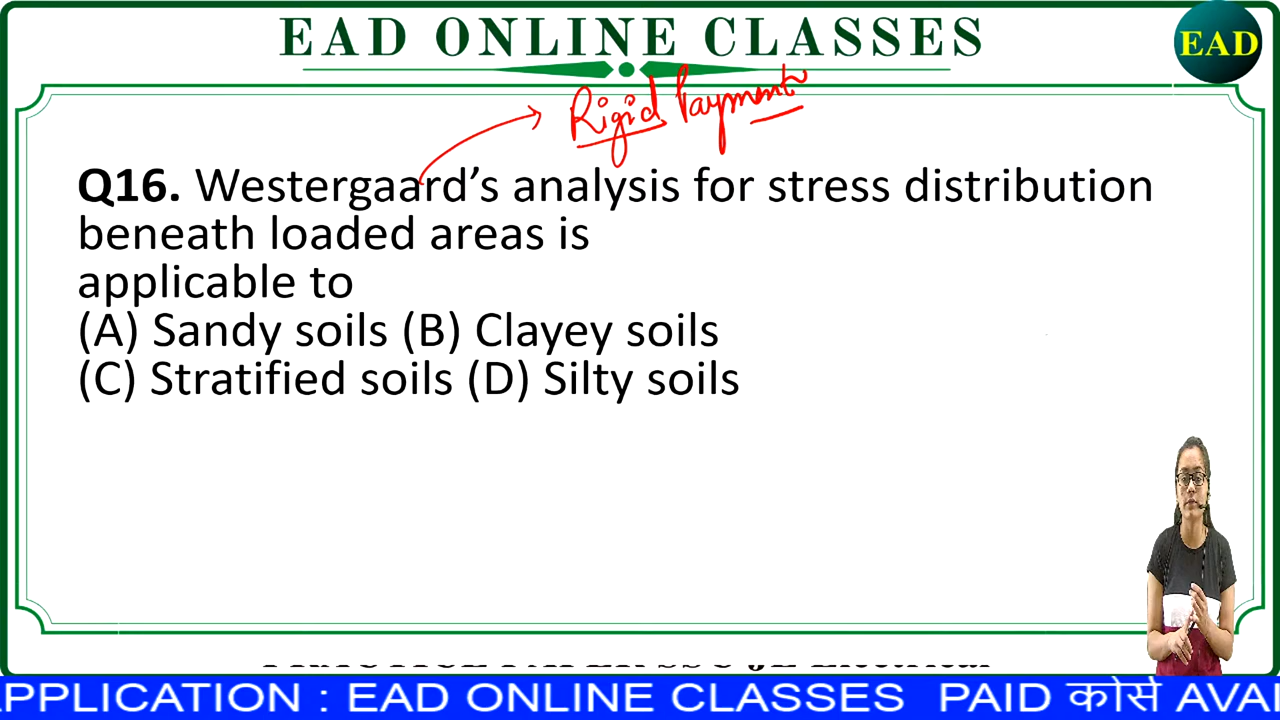 EAD ONLINE CLASSES
EAD
Rigid Payment
Q16. Westergaard's analysis for stress distribution
beneath loaded areas is
applicable to
(A) Sandy soils (B) Clayey soils
(C) Stratified soils (D) Silty soils
PPLICATION : EAD ONLINE CLASSES PAID कोर्स AVAI